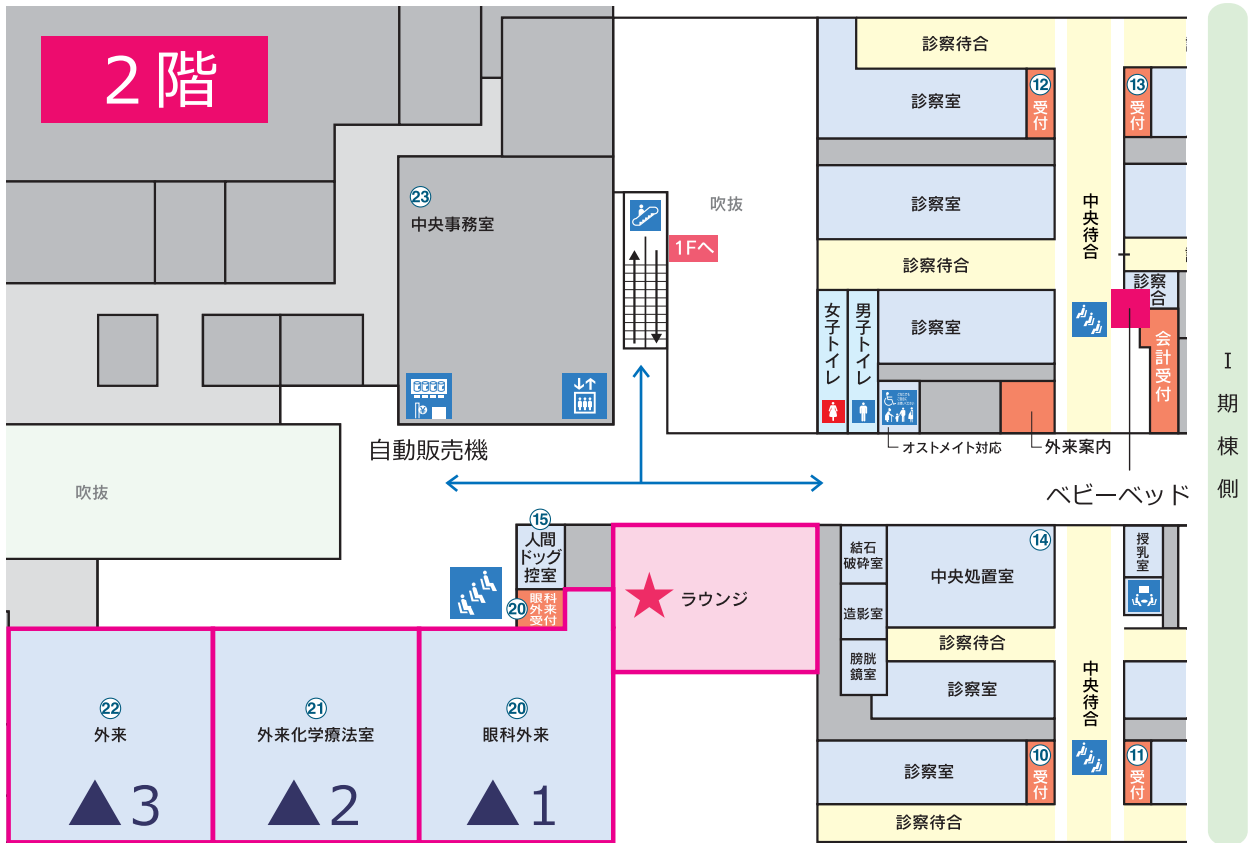 2階
診察待合
診察室
⑫
受付
⑬
受付
㉓
中央事務室
吹抜
1Fへ
診察室
中央待合
診察待合
診察
合
女子トイレ
男子トイレ
診察室
会計受付
Ⅰ期棟側
自動販売機
オストメイト対応
外来案内
吹抜
ベビーベッド
⑮
人間
ドッグ
控室
⑳
眼科
外来
受付
ラウンジ
結石
破砕室
造影室
膀胱
鏡室
⑭
中央処置室
授乳室
診察待合
中央待合
診察室
㉒
外来
▲3
㉑
外来化学療法室
▲2
⑳
眼科外来
▲1
診察室
⑩
受付
⑪
受付
診察待合